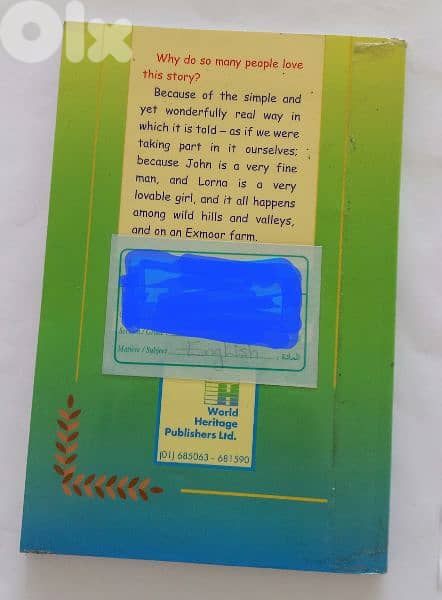 Olx
Why do so many people love
this story?
Because of the simple and
yet wonderfully real way in
which it is told – as if we were
taking part in it ourselves;
because John is a very fine
man, and Lorna is a very
lovable girl, and it all happens
among wild hills and valleys,
and on an Exmoor farm.
Matière / Subject English المادة
World
Heritage
Publishers Ltd.
(01) 685063 - 681590